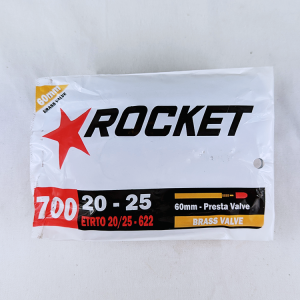 60mm
BRASS VALVE
ROCKET
700
20 - 25
ETRTO 20/25 - 622
60mm - Presta Valve
BRASS VALVE